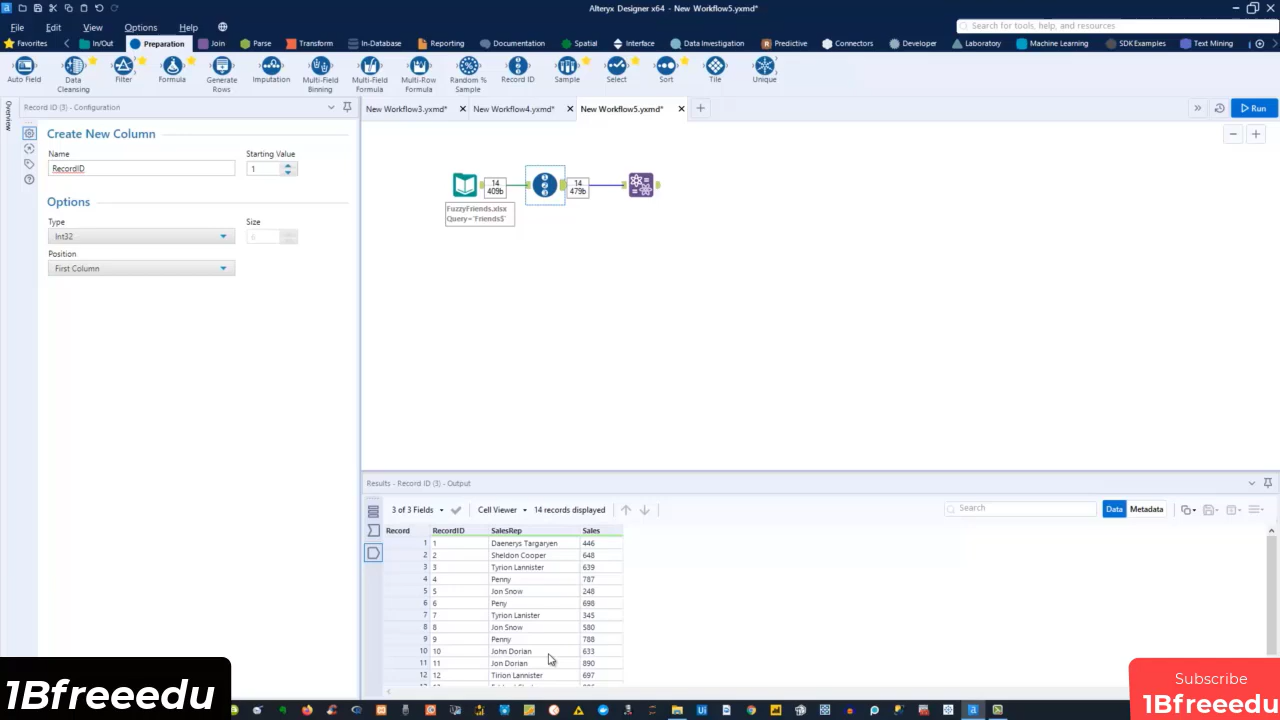 Alteryx Designer x64 - New Workflow5.yxmd*
File Edit View Options Help
Search for tools, help, and resources
Favorites In/Out Preparation Join Parse Transform In-Database Reporting Documentation Spatial Interface Data Investigation Predictive Connectors Developer Laboratory Machine Learning SDK Examples Text Mining
Auto Field Data Cleansing Filter Formula Generate Rows Imputation Multi-Field Binning Multi-Field Formula Multi-Row Formula Random % Sample Record ID Sample Select Sort Tile Unique
Overview
Record ID (3) - Configuration
New Workflow3.yxmd* New Workflow4.yxmd* New Workflow5.yxmd*
Run
Create New Column
Name Starting Value
RecordID 1
Options
Type Size
Int32 6
Position
First Column
14 409b
14 479b
FuzzyFriends.xlsx
Query=`Friends$`
Results - Record ID (3) - Output
3 of 3 Fields Cell Viewer 14 records displayed Search Data Metadata
Record RecordID SalesRep Sales
1 1 Daenerys Targaryen 446
2 2 Sheldon Cooper 648
3 3 Tyrion Lannister 639
4 4 Penny 787
5 5 Jon Snow 248
6 6 Peny 698
7 7 Tyrion Lanister 345
8 8 Jon Snow 580
9 9 Penny 788
10 10 John Dorian 633
11 11 Jon Dorian 890
12 12 Tirion Lannister 697
1Bfreeedu
Subscribe
1Bfreeedu